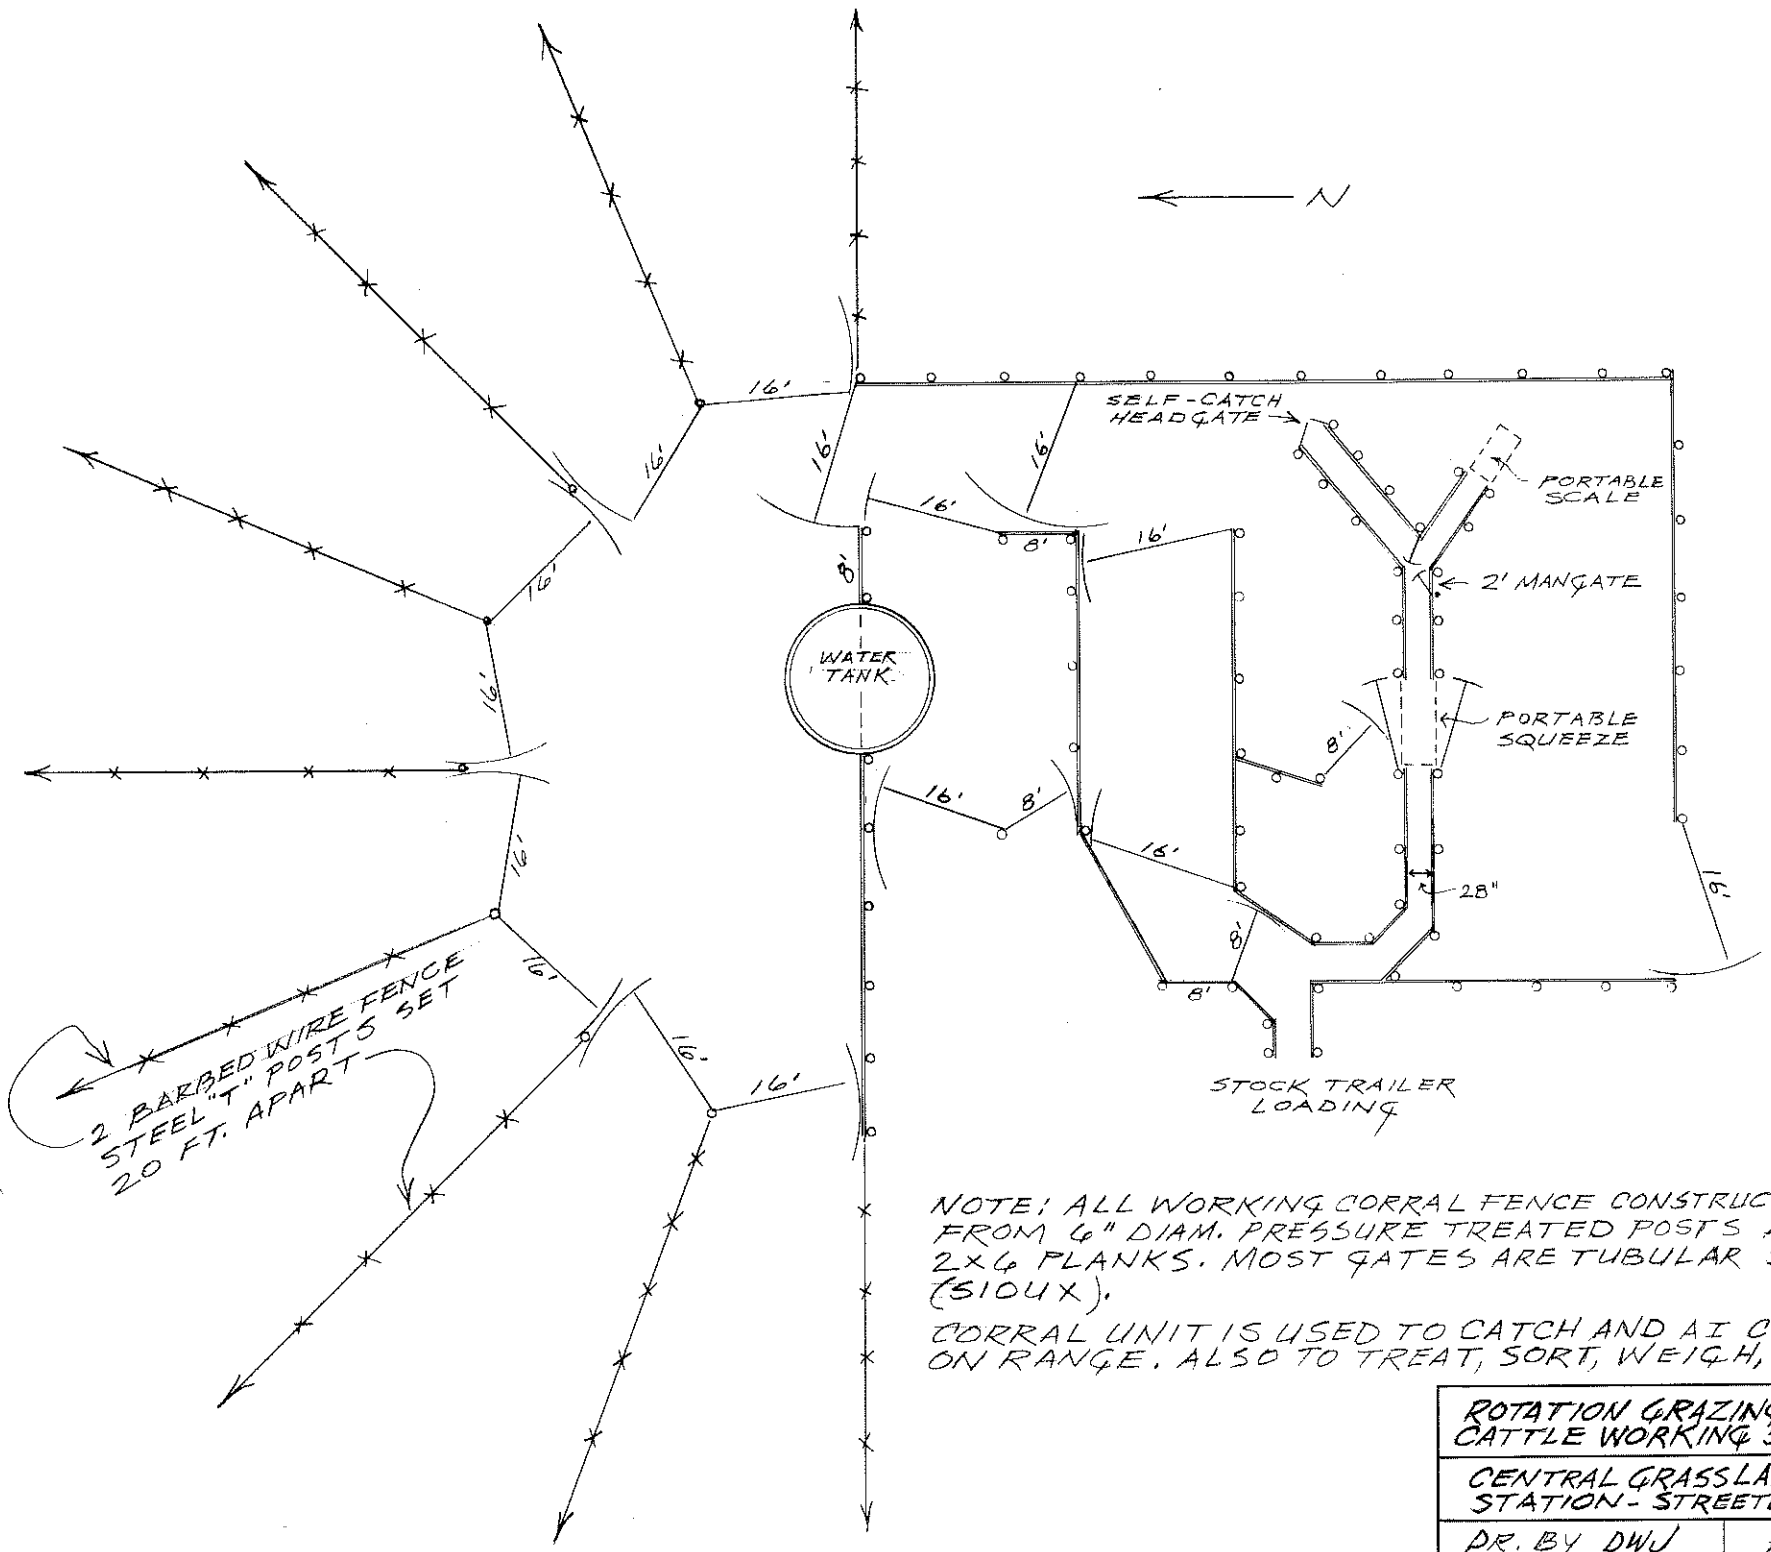 N
16'
16'
16'
16'
SELF-CATCH
HEADGATE
PORTABLE
SCALE
16'
8'
16'
8'
16'
2' MANGATE
WATER
TANK
16'
PORTABLE
SQUEEZE
8'
16'
8'
16'
16'
28"
16'
16'
8'
8'
16'
16'
2 BARBED WIRE FENCE
STEEL "T" POSTS SET
20 FT. APART
STOCK TRAILER
LOADING
NOTE: ALL WORKING CORRAL FENCE CONSTRUC
FROM 6" DIAM. PRESSURE TREATED POSTS
2X6 PLANKS. MOST GATES ARE TUBULAR
(SIOUX).
CORRAL UNIT IS USED TO CATCH AND AI C
ON RANGE. ALSO TO TREAT, SORT, WEIGH,
ROTATION GRAZING
CATTLE WORKING
CENTRAL GRASSLA
STATION - STREET
DR. BY DWJ